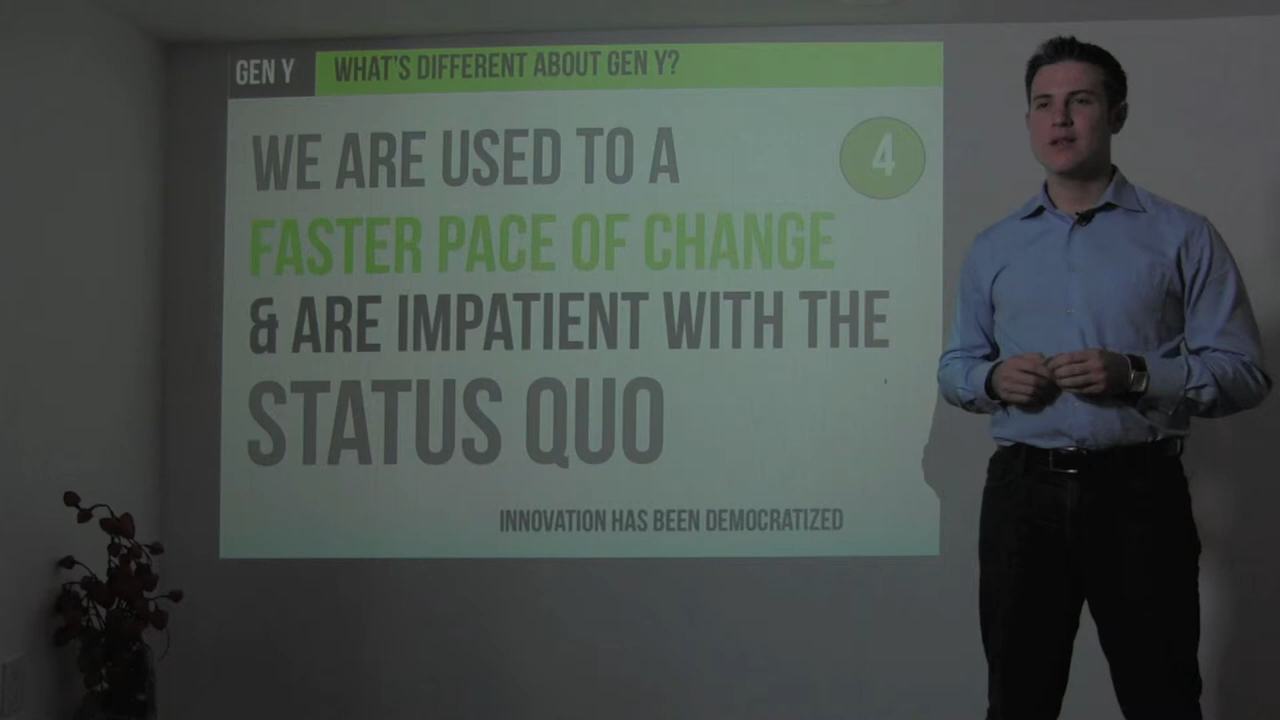 GEN Y
WHAT'S DIFFERENT ABOUT GEN Y?
WE ARE USED TO A
4
FASTER PACE OF CHANGE
& ARE IMPATIENT WITH THE
STATUS QUO
INNOVATION HAS BEEN DEMOCRATIZED